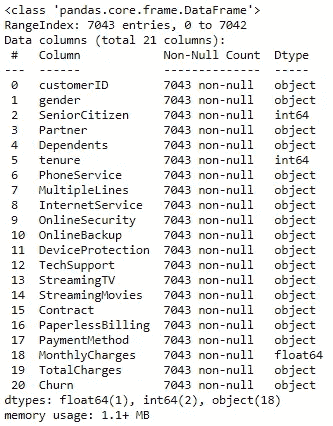 <class 'pandas.core.frame.DataFrame'>
RangeIndex: 7043 entries, 0 to 7042
Data columns (total 21 columns):
 #   Column            Non-Null Count  Dtype
---  ------            --------------  -----
 0   customerID        7043 non-null   object
 1   gender            7043 non-null   object
 2   SeniorCitizen     7043 non-null   int64
 3   Partner           7043 non-null   object
 4   Dependents        7043 non-null   object
 5   tenure            7043 non-null   int64
 6   PhoneService      7043 non-null   object
 7   MultipleLines     7043 non-null   object
 8   InternetService   7043 non-null   object
 9   OnlineSecurity    7043 non-null   object
 10  OnlineBackup      7043 non-null   object
 11  DeviceProtection  7043 non-null   object
 12  TechSupport       7043 non-null   object
 13  StreamingTV       7043 non-null   object
 14  StreamingMovies   7043 non-null   object
 15  Contract          7043 non-null   object
 16  PaperlessBilling  7043 non-null   object
 17  PaymentMethod     7043 non-null   object
 18  MonthlyCharges    7043 non-null   float64
 19  TotalCharges      7043 non-null   object
 20  Churn             7043 non-null   object
dtypes: float64(1), int64(2), object(18)
memory usage: 1.1+ MB